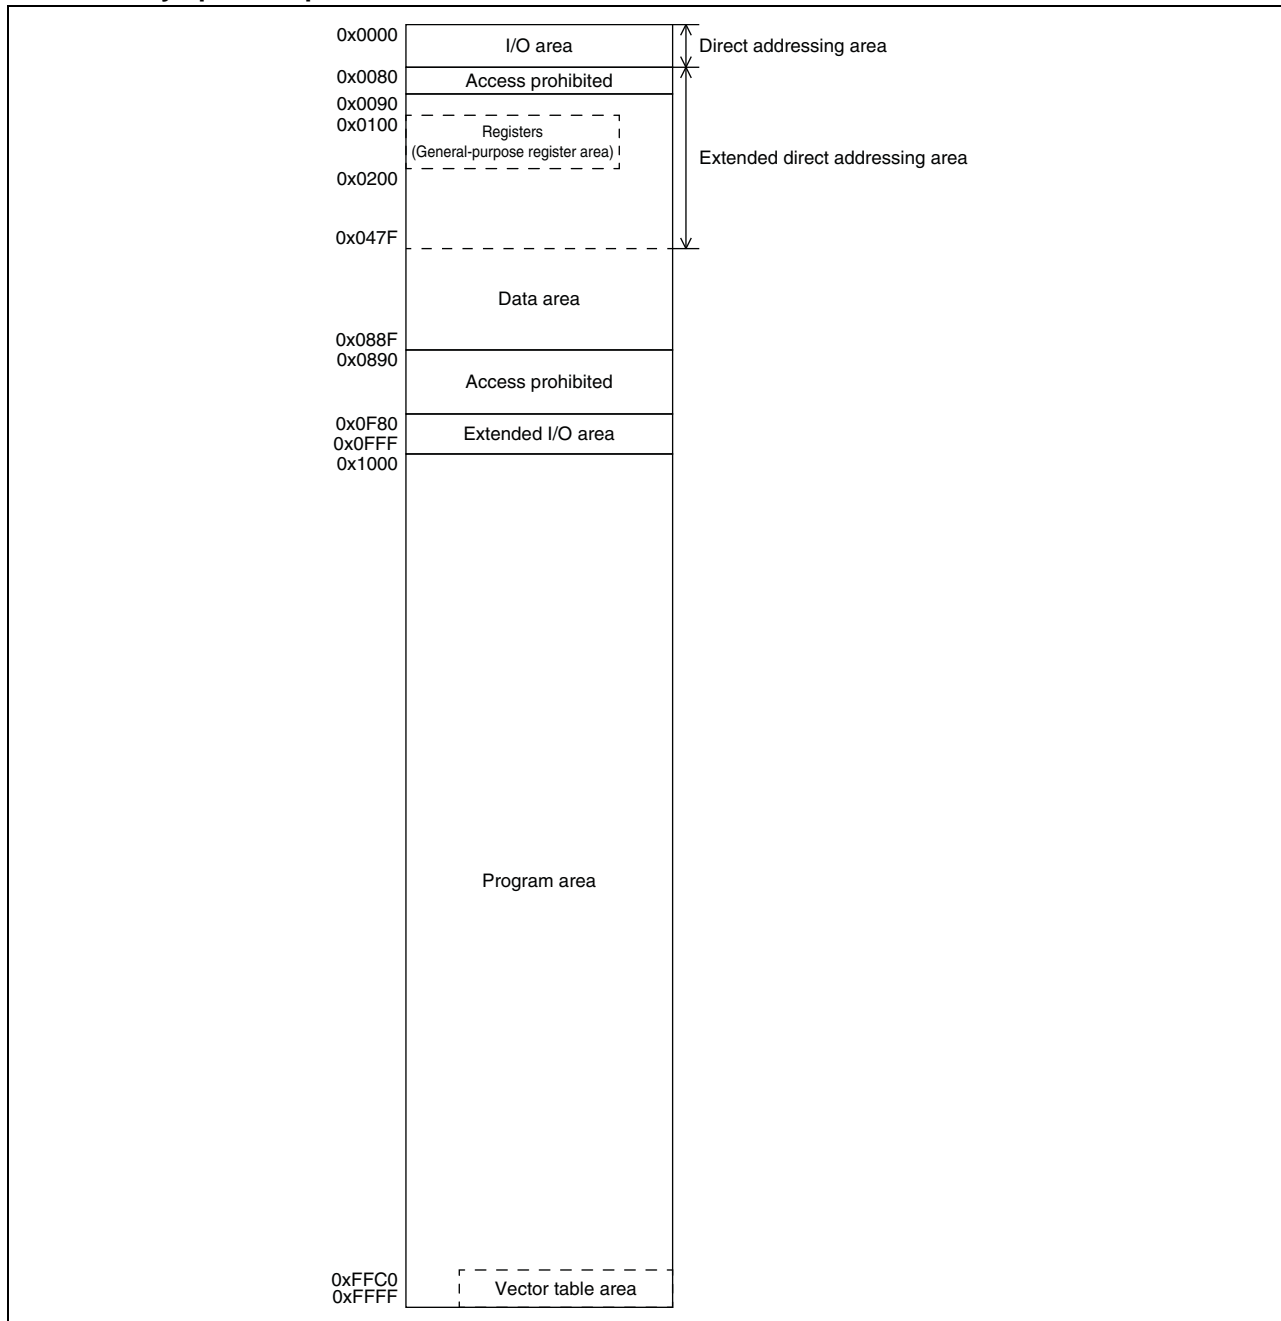 0x0000
I/O area
Direct addressing area
0x0080
Access prohibited
0x0090
0x0100
Registers
(General-purpose register area)
Extended direct addressing area
0x0200
0x047F
Data area
0x088F
0x0890
Access prohibited
0x0F80
Extended I/O area
0x0FFF
0x1000
Program area
0xFFC0
Vector table area
0xFFFF